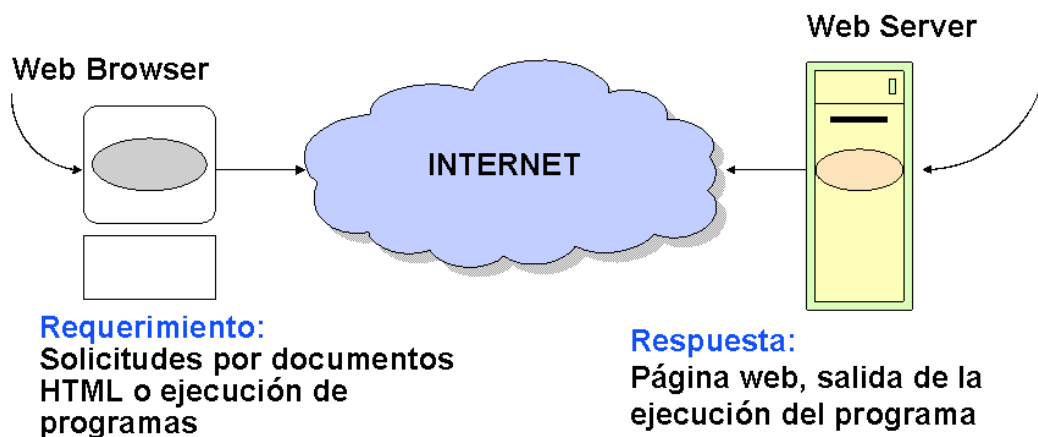 Web Server
Web Browser
INTERNET
Requerimiento:
Solicitudes por documentos
HTML o ejecución de
programas
Respuesta:
Página web, salida de la
ejecución del programa